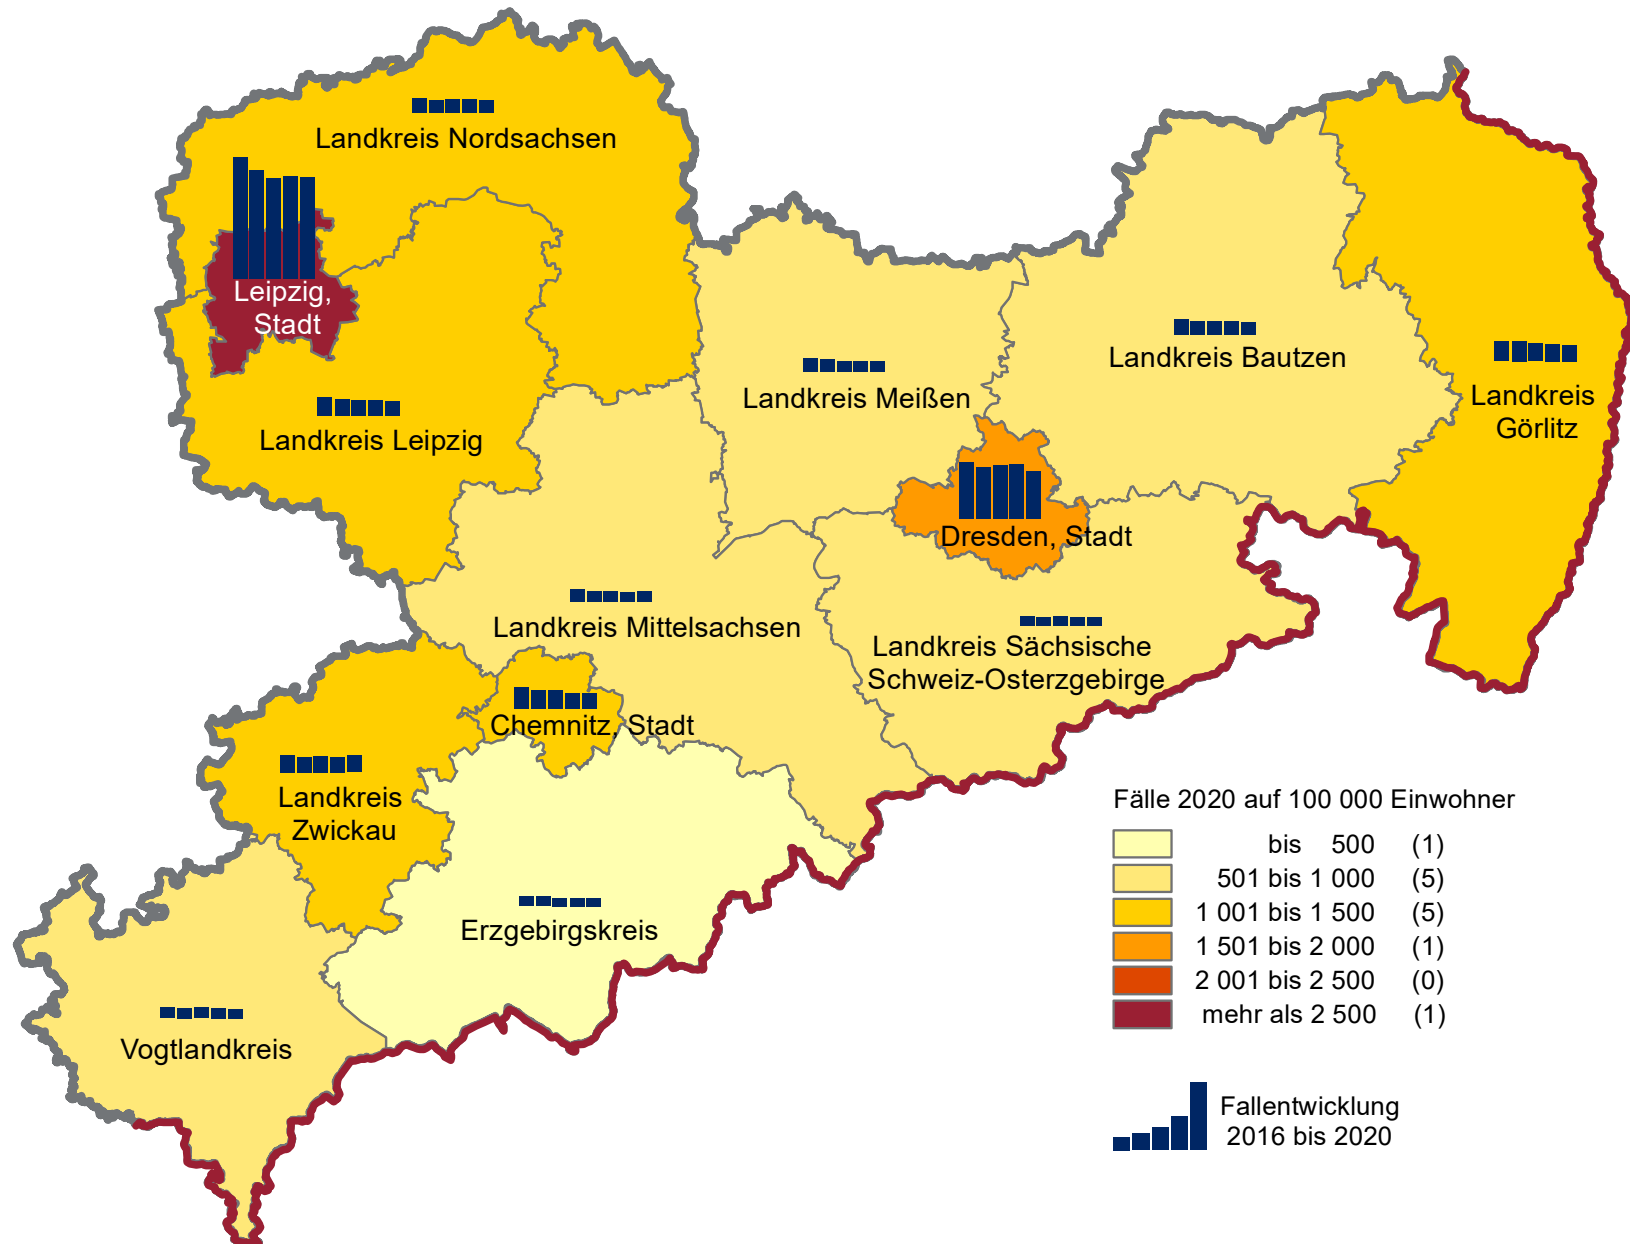 Landkreis Nordsachsen
Leipzig,
Stadt
Landkreis Bautzen
Landkreis Meißen
Landkreis
Görlitz
Landkreis Leipzig
Dresden, Stadt
Landkreis Mittelsachsen
Landkreis Sächsische
Schweiz-Osterzgebirge
Chemnitz, Stadt
Landkreis
Zwickau
Erzgebirgskreis
Vogtlandkreis
Fälle 2020 auf 100 000 Einwohner
bis 500 (1)
501 bis 1 000 (5)
1 001 bis 1 500 (5)
1 501 bis 2 000 (1)
2 001 bis 2 500 (0)
mehr als 2 500 (1)
Fallentwicklung
2016 bis 2020